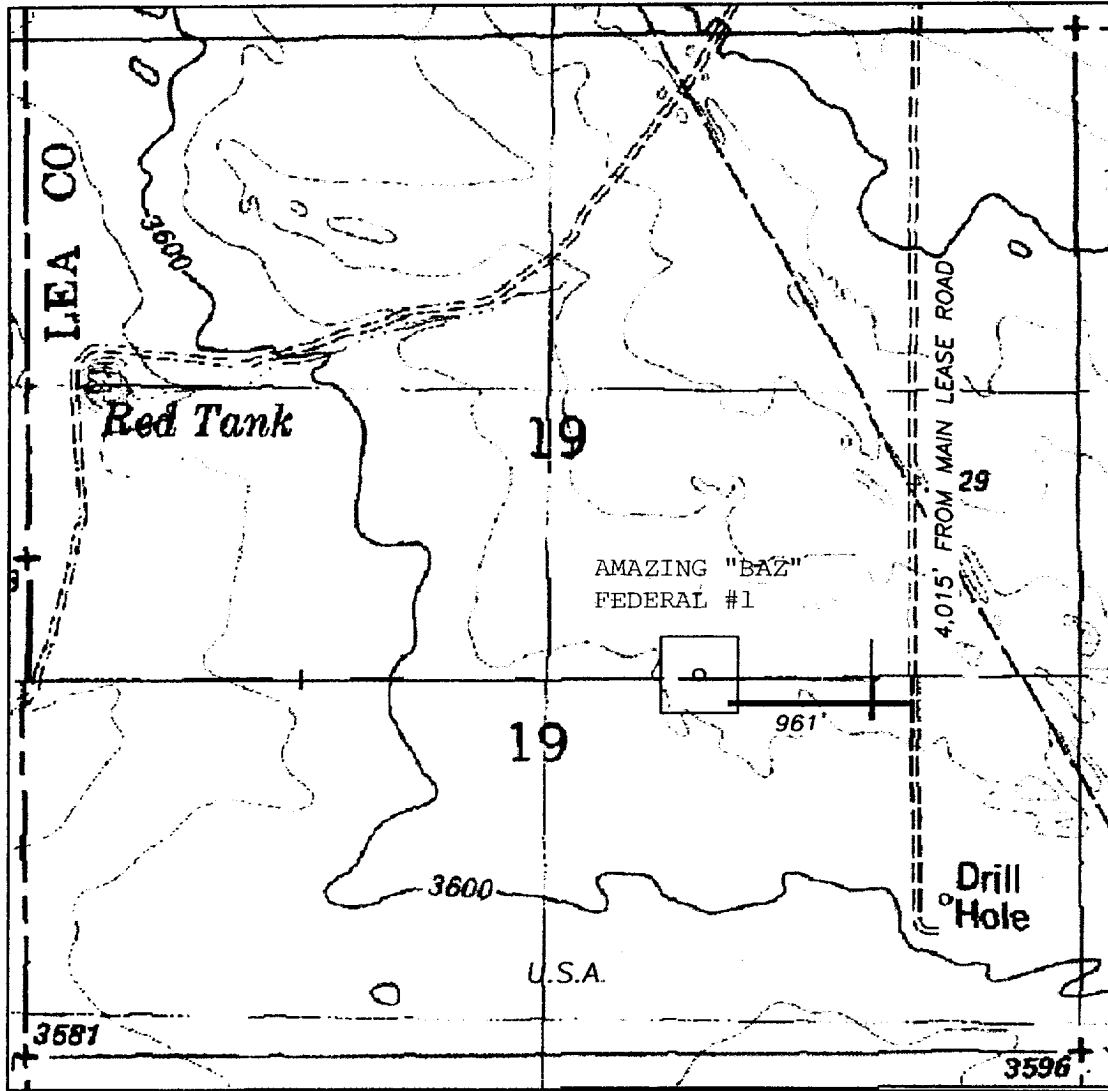 LEA CO
3600
Red Tank
19
29
4,015' FROM MAIN LEASE ROAD
AMAZING "BAZ"
FEDERAL #1
961'
19
3600
Drill
Hole
U.S.A.
3581
3596